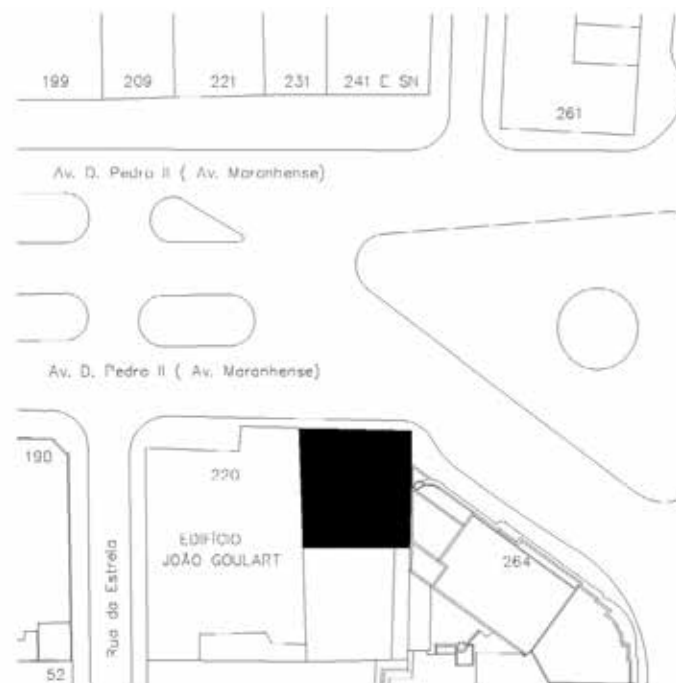 199 209 221 231 241 E SN
261
Av. D. Pedro II ( Av. Maranhense)
Av. D. Pedro II ( Av. Maranhense)
190
220
EDIFÍCIO
JOÃO GOULART
264
Rua da Estrela
52